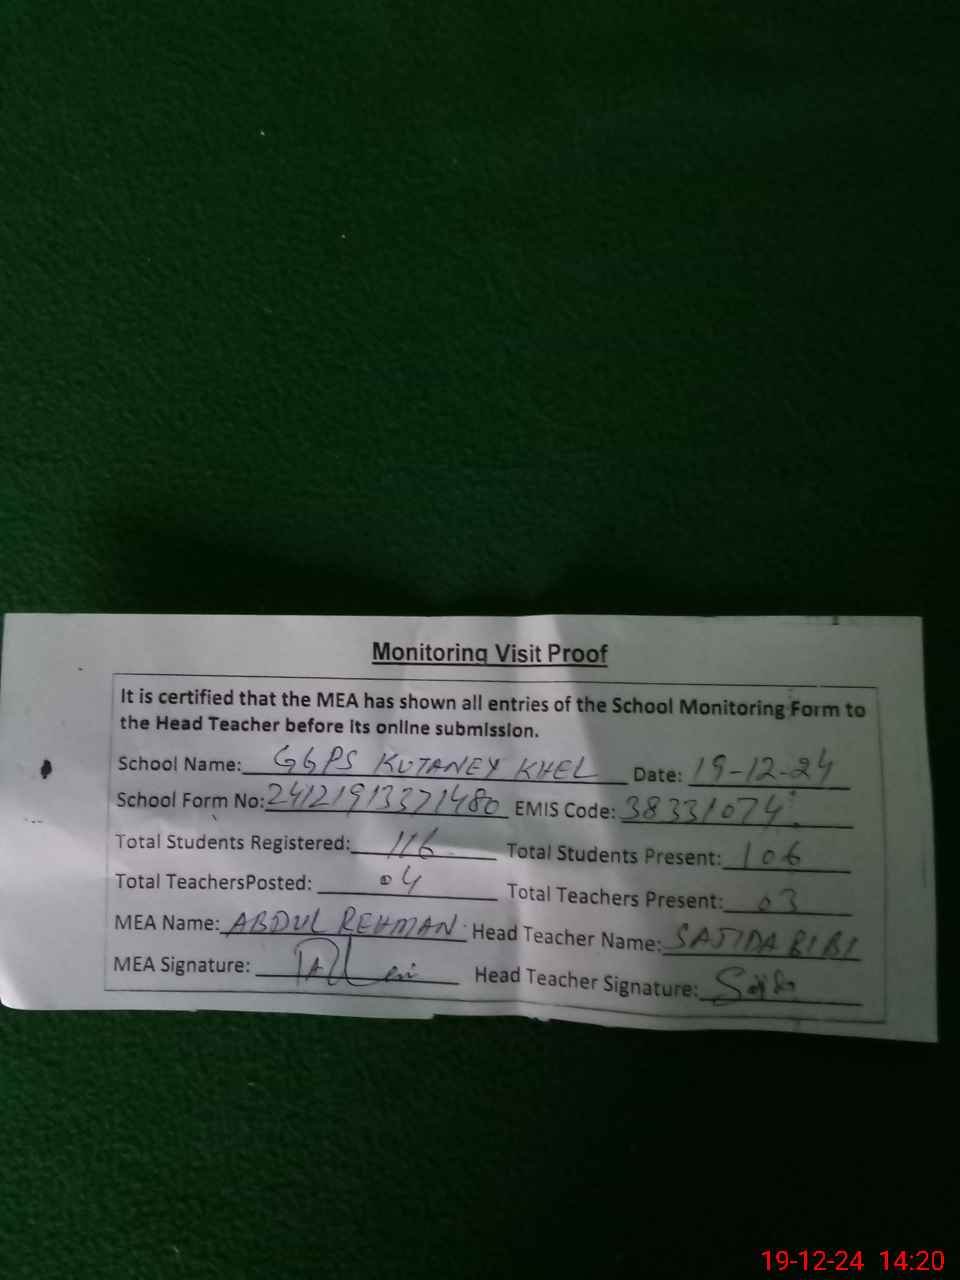 Monitoring Visit Proof
It is certified that the MEA has shown all entries of the School Monitoring Form to
the Head Teacher before its online submission.
School Name: GGPS KUTANEY KHEL Date: 19-12-24
School Form No: 24121913371480 EMIS Code: 38331074
Total Students Registered: 116 Total Students Present: 106
Total TeachersPosted: 04 Total Teachers Present: 03
MEA Name: ABDUL REHMAN Head Teacher Name: SAJIDA BIBI
MEA Signature: Head Teacher Signature:
19-12-24 14:20